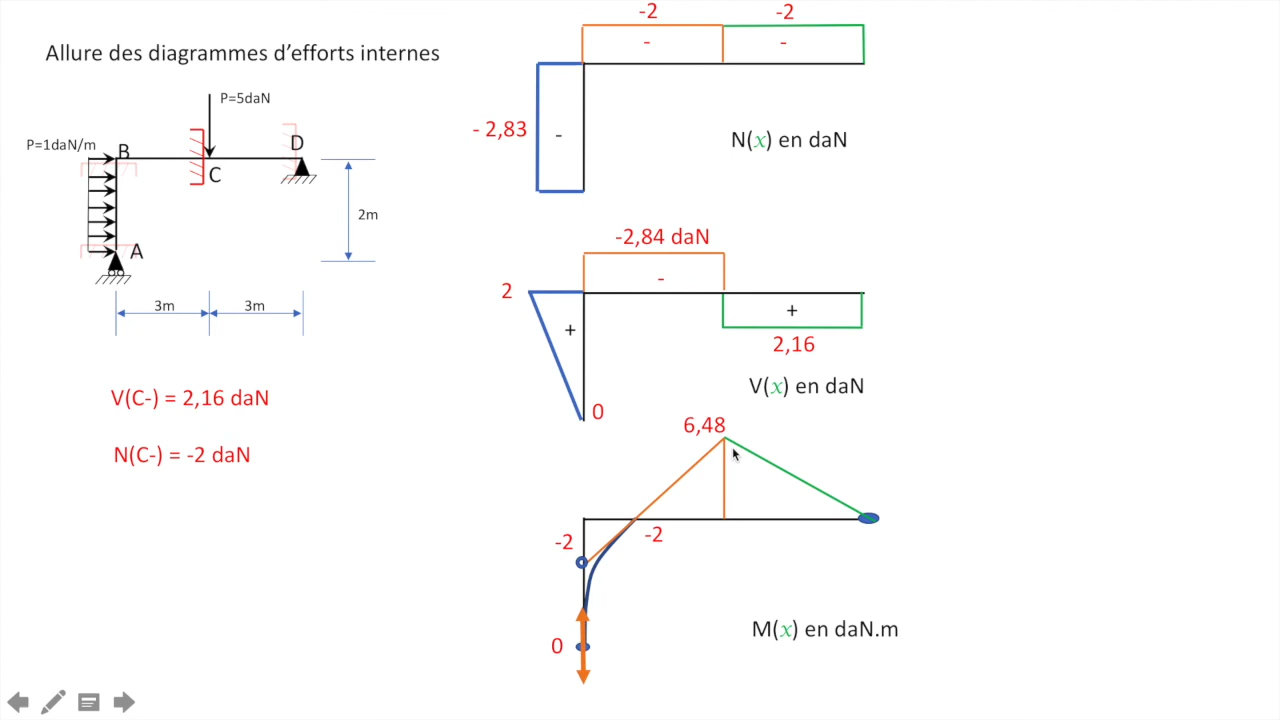 Allure des diagrammes d'efforts internes
P=5daN
P=1daN/m
B
D
C
A
2m
3m
3m
V(C-) = 2,16 daN
N(C-) = -2 daN
-2
-2
-
-
- 2,83
-
N(x) en daN
-2,84 daN
-
2
+
+
2,16
0
V(x) en daN
6,48
-2
-2
0
M(x) en daN.m